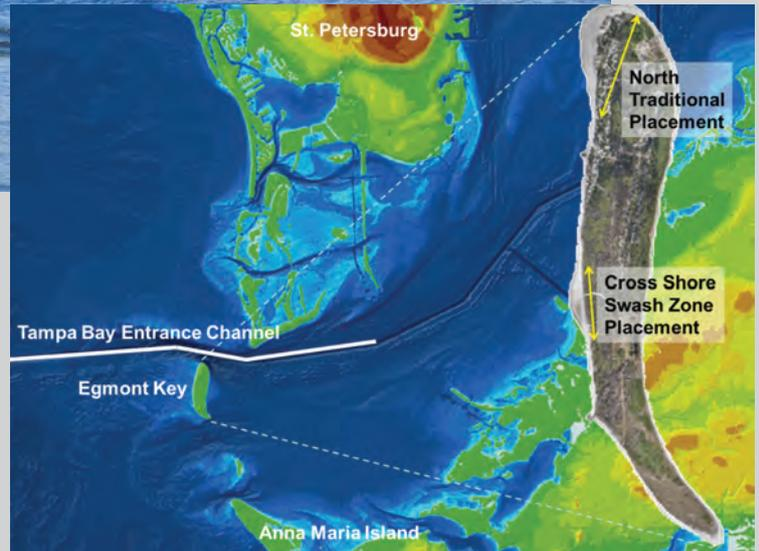 St. Petersburg
North
Traditional
Placement
Cross Shore
Swash Zone
Placement
Tampa Bay Entrance Channel
Egmont Key
Anna Maria Island